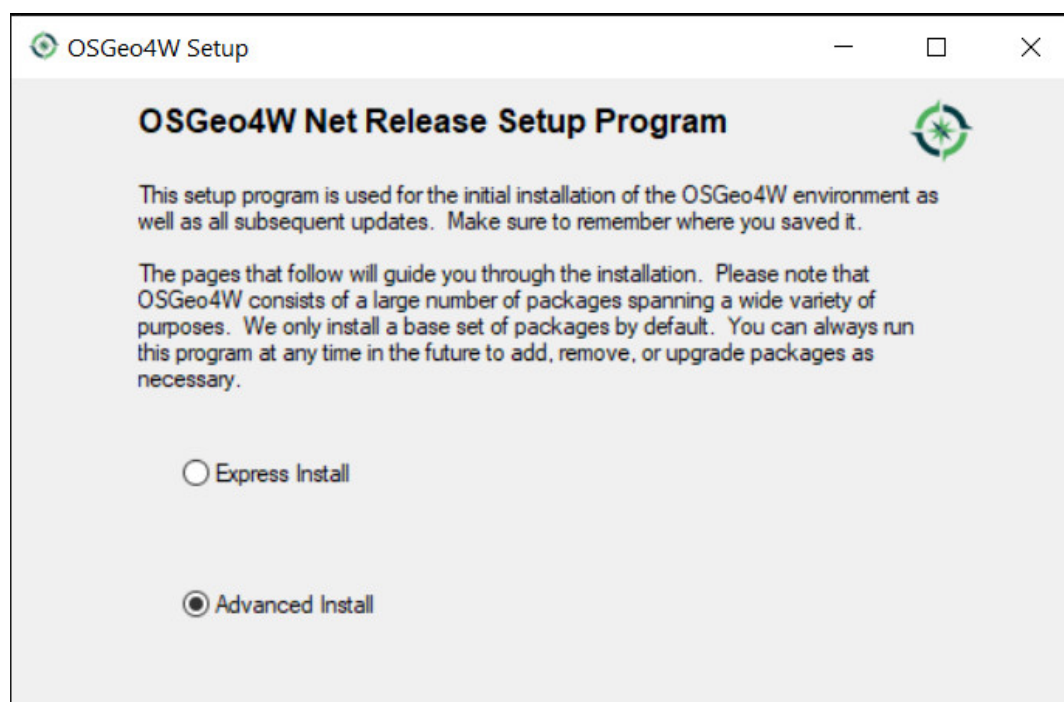 OSGeo4W Setup
OSGeo4W Net Release Setup Program
This setup program is used for the initial installation of the OSGeo4W environment as
well as all subsequent updates.  Make sure to remember where you saved it.
The pages that follow will guide you through the installation.  Please note that
OSGeo4W consists of a large number of packages spanning a wide variety of
purposes.  We only install a base set of packages by default.  You can always run
this program at any time in the future to add, remove, or upgrade packages as
necessary.
Express Install
Advanced Install